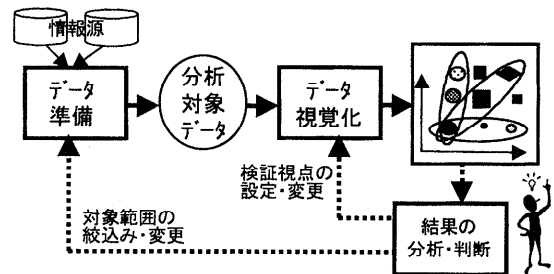 情報源
データ
準備
分析
対象
データ
データ
視覚化
検証視点の
設定・変更
対象範囲の
絞込み・変更
結果の
分析・判断